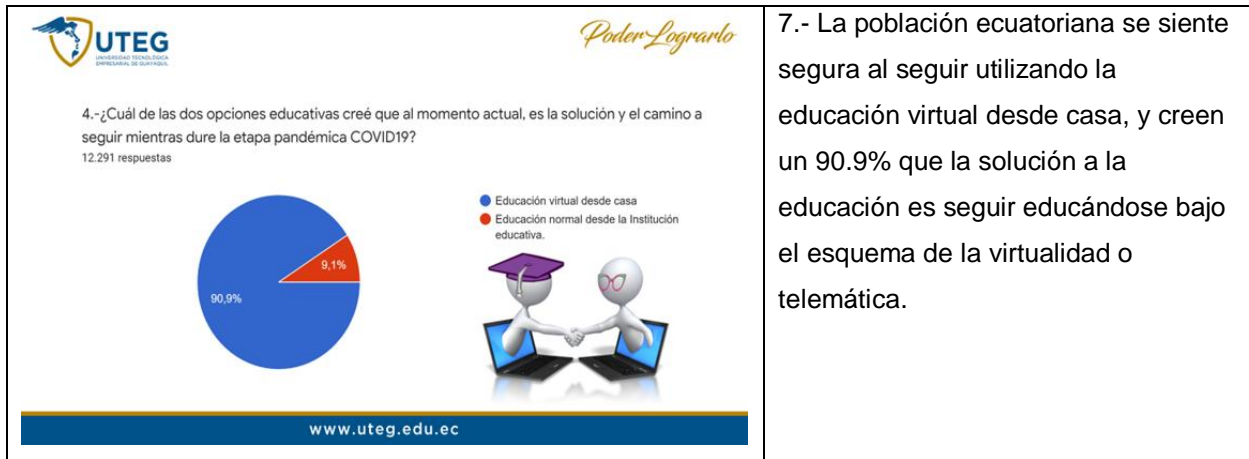 UTEG
UNIVERSIDAD TECNOLÓGICA
EMPRESARIAL DE GUAYAQUIL
Poder Lograrlo
4.-¿Cuál de las dos opciones educativas creé que al momento actual, es la solución y el camino a
seguir mientras dure la etapa pandémica COVID19?
12.291 respuestas
Educación virtual desde casa
Educación normal desde la Institución
educativa.
9,1%
90,9%
www.uteg.edu.ec
7.- La población ecuatoriana se siente
segura al seguir utilizando la
educación virtual desde casa, y creen
un 90.9% que la solución a la
educación es seguir educándose bajo
el esquema de la virtualidad o
telemática.